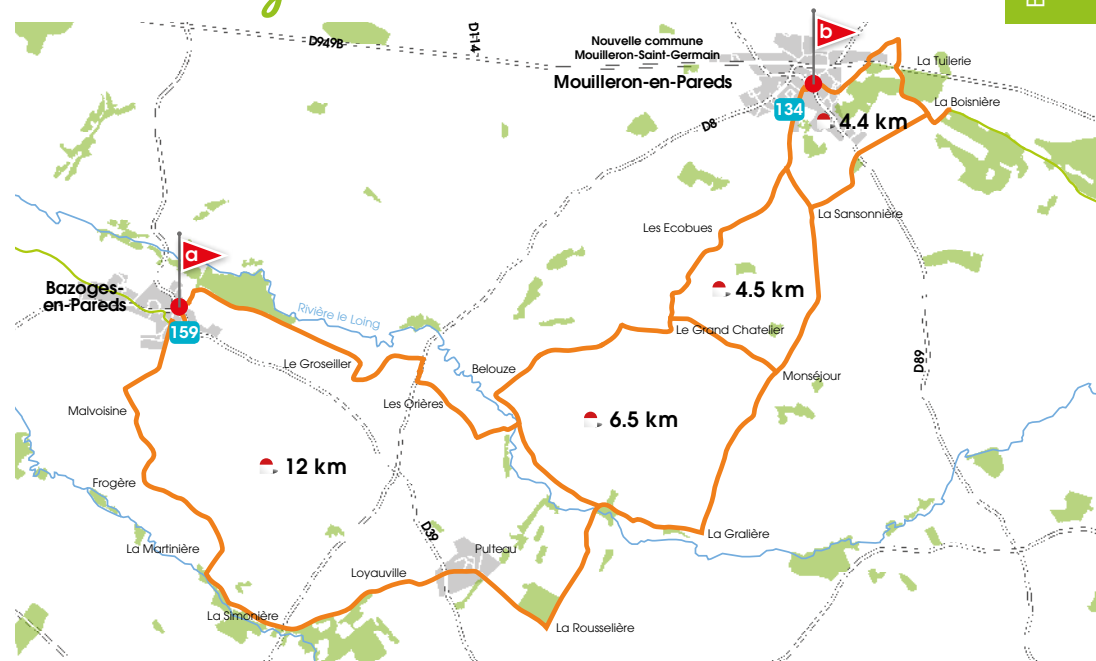 D949B
D114
Nouvelle commune
Mouilleron-Saint-Germain
Mouilleron-en-Pareds
b
La Tuilerie
La Boisnière
134
4.4 km
D8
La Sansonnière
Les Ecobues
a
Bazoges-
en-Pareds
159
Rivière le Loing
4.5 km
Le Grand Chatelier
Le Groseiller
Belouze
Monséjour
D89
Malvoisine
Les Orières
6.5 km
12 km
Frogère
La Martinière
D39
Pulteau
La Gralière
Loyauville
La Simonière
La Rousselière